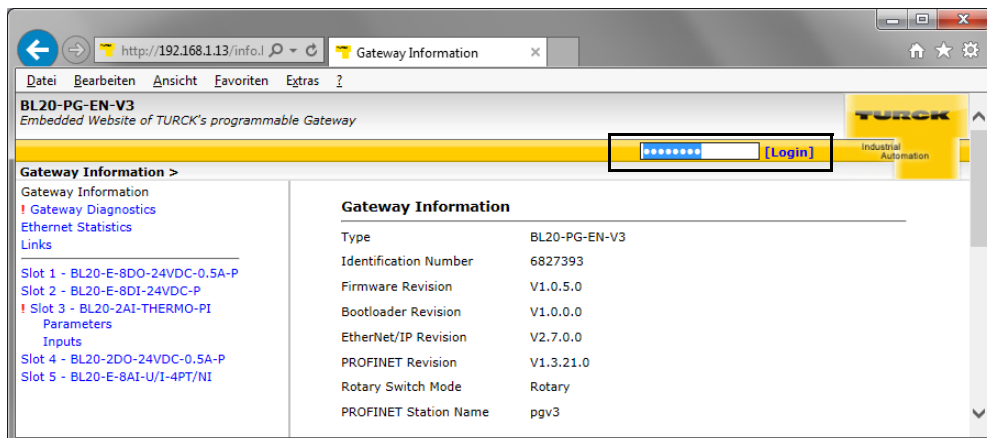 http://192.168.1.13/info.l
Gateway Information
Datei Bearbeiten Ansicht Favoriten Extras ?
BL20-PG-EN-V3
Embedded Website of TURCK's programmable Gateway
TURCK
[Login]
Industrial
Automation
Gateway Information >
Gateway Information
! Gateway Diagnostics
Ethernet Statistics
Links
Slot 1 - BL20-E-8DO-24VDC-0.5A-P
Slot 2 - BL20-E-8DI-24VDC-P
! Slot 3 - BL20-2AI-THERMO-PI
Parameters
Inputs
Slot 4 - BL20-2DO-24VDC-0.5A-P
Slot 5 - BL20-E-8AI-U/I-4PT/NI
Gateway Information
Type BL20-PG-EN-V3
Identification Number 6827393
Firmware Revision V1.0.5.0
Bootloader Revision V1.0.0.0
EtherNet/IP Revision V2.7.0.0
PROFINET Revision V1.3.21.0
Rotary Switch Mode Rotary
PROFINET Station Name pgv3